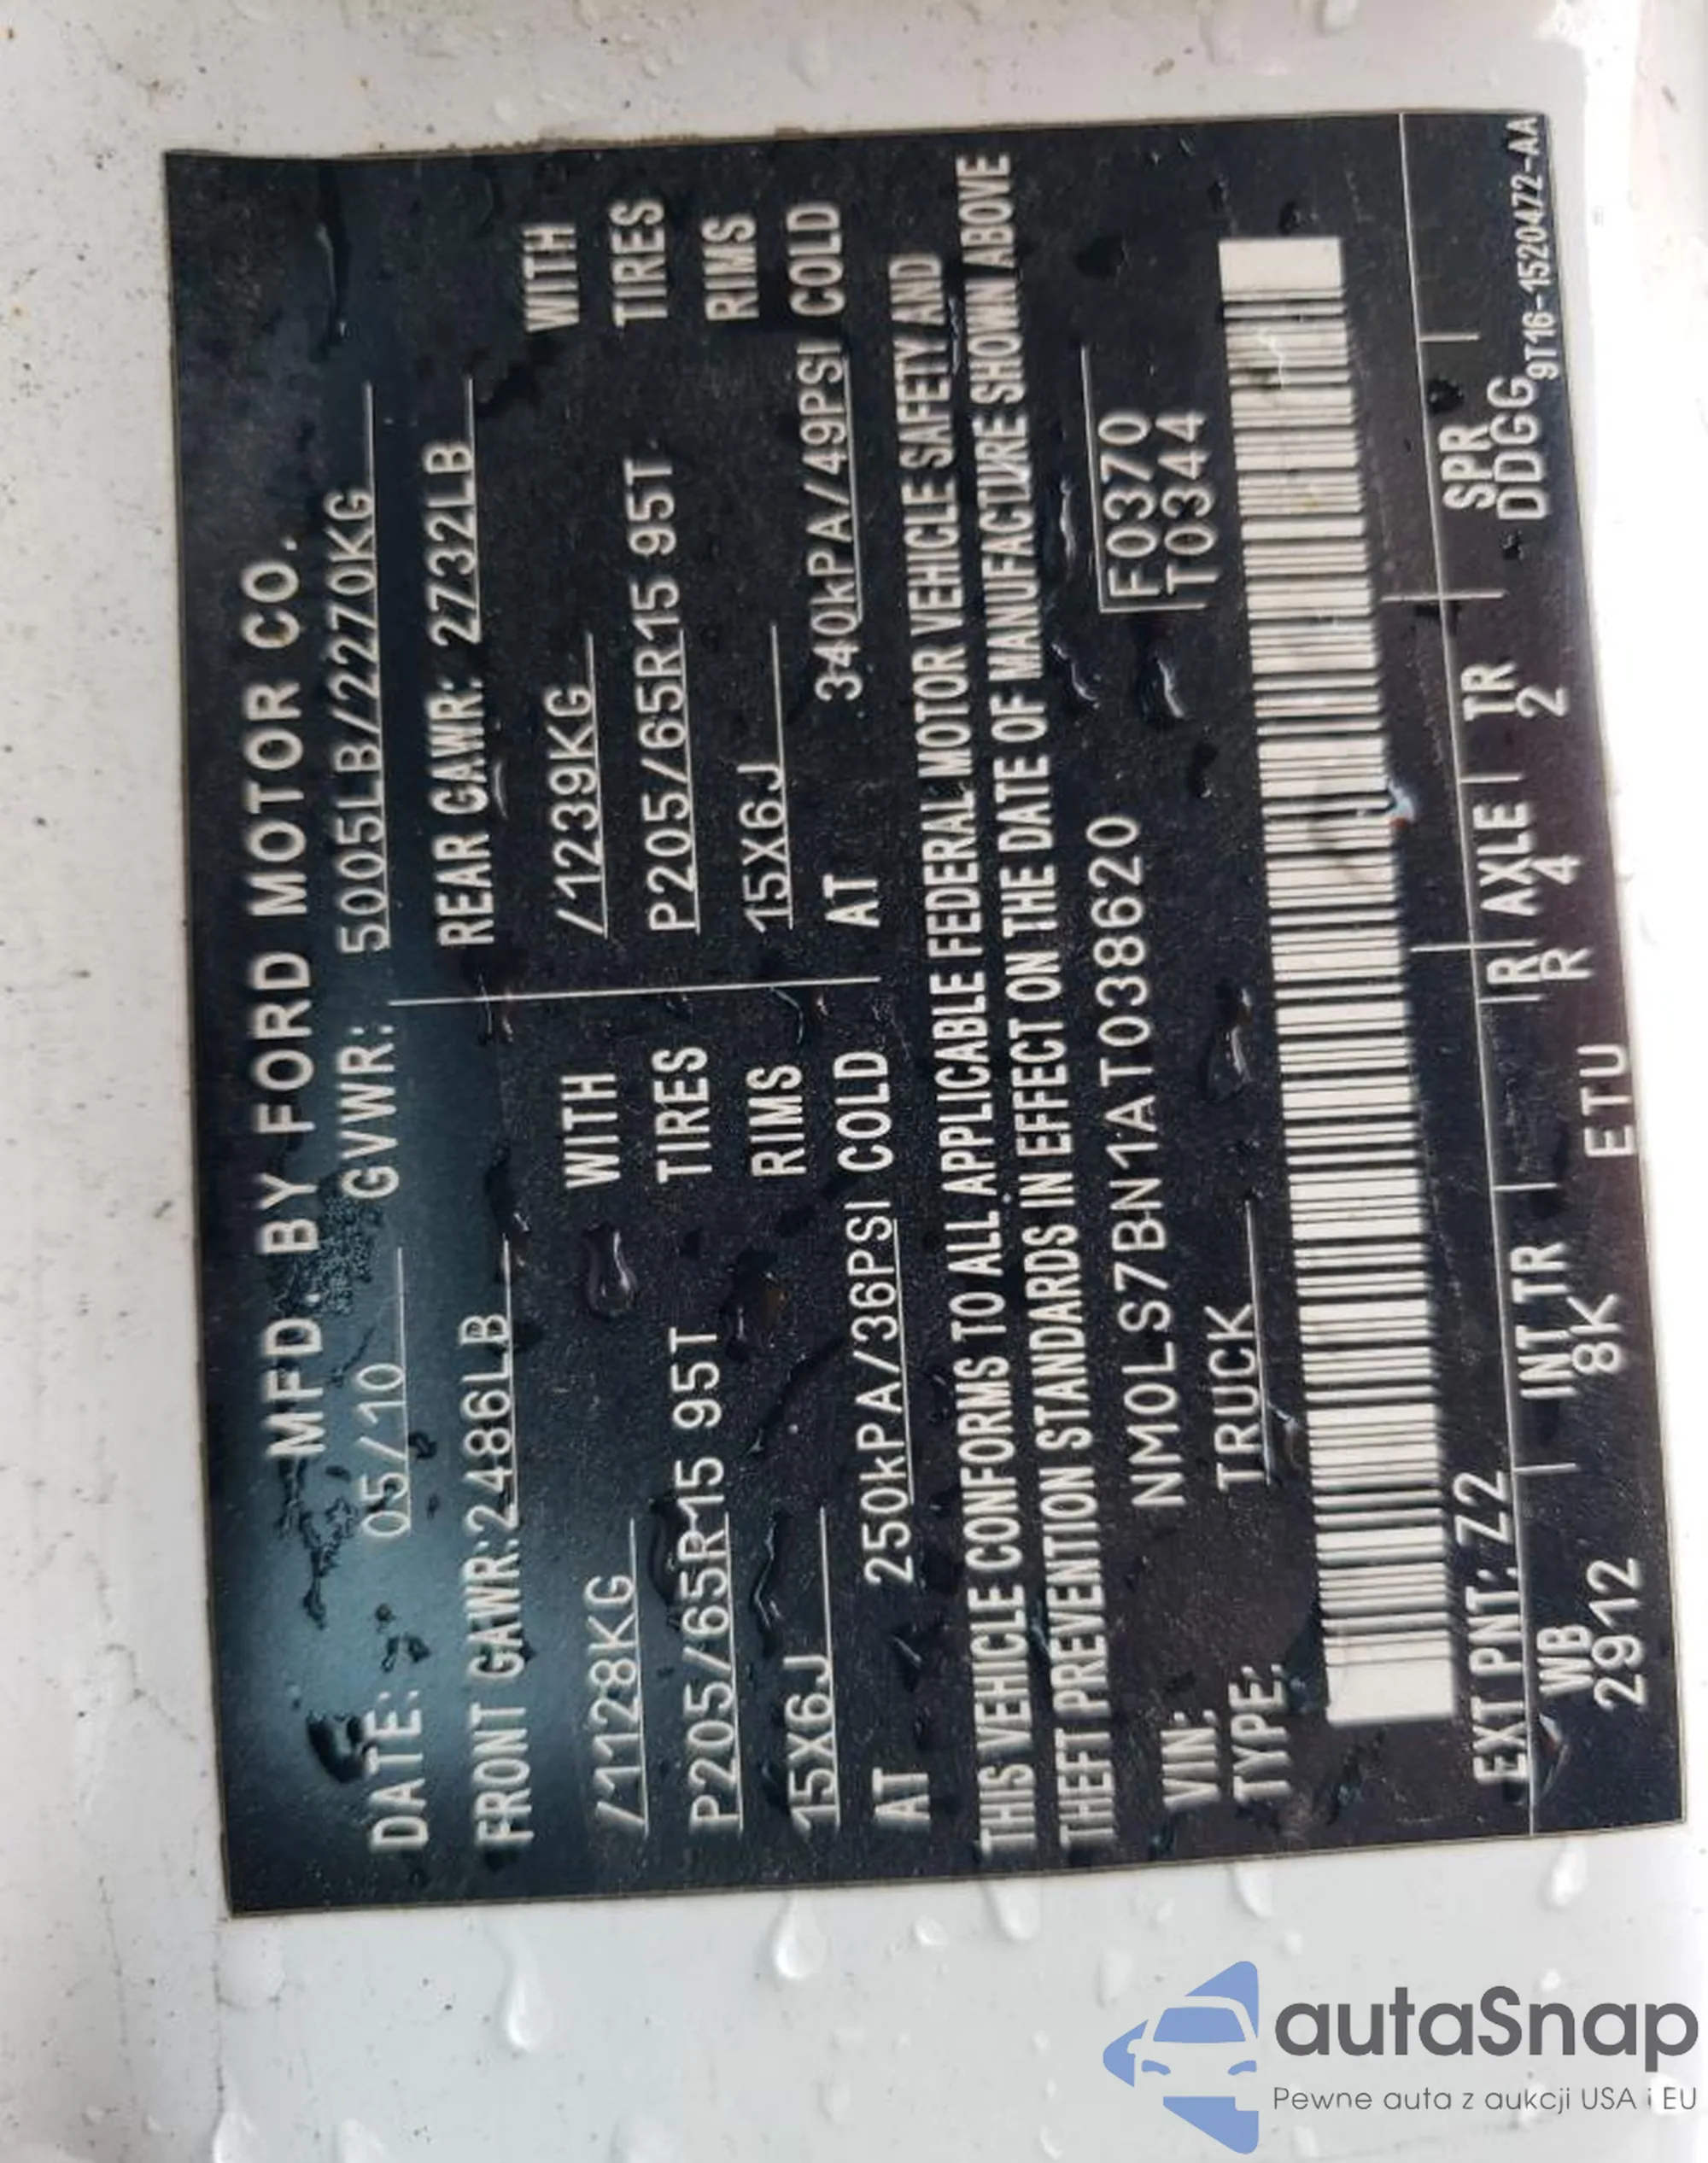 MFD. BY FORD MOTOR CO.
DATE: 05/10 GVWR: 5005LB/2270KG
FRONT GAWR:2486LB REAR GAWR: 2732LB
/1128KG WITH /1239KG WITH
P205/65R15 95T TIRES P205/65R15 95T TIRES
15X6J RIMS 15X6J RIMS
AT 250kPA/36PSI COLD AT 340kPA/49PSI COLD
THIS VEHICLE CONFORMS TO ALL APPLICABLE FEDERAL MOTOR VEHICLE SAFETY AND
THEFT PREVENTION STANDARDS IN EFFECT ON THE DATE OF MANUFACTURE SHOWN ABOVE
VIN: NM0LS7BN1AT038620 F0370
TYPE: TRUCK T0344
EXT PNT: Z2
WB INT TR R AXLE TR SPR
2912 8K R 4 2 DDGG
ETU
9T16-1520472-AA
autaSnap
Pewne auta z aukcji USA i EU